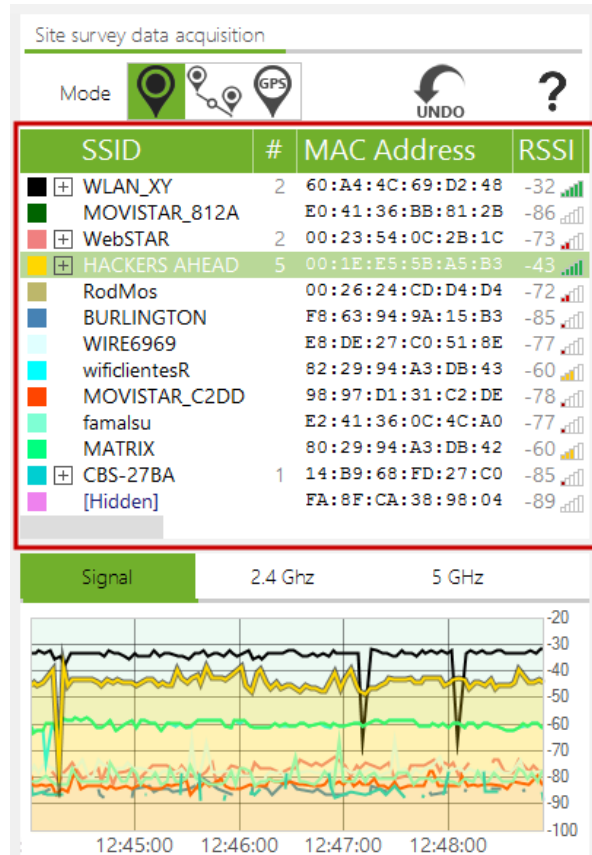 Site survey data acquisition
Mode GPS UNDO ?
SSID # MAC Address RSSI
WLAN_XY 2 60:A4:4C:69:D2:48 -32
MOVISTAR_812A E0:41:36:BB:81:2B -86
WebSTAR 2 00:23:54:0C:2B:1C -73
HACKERS AHEAD 5 00:1E:E5:5B:A5:B3 -43
RodMos 00:26:24:CD:D4:D4 -72
BURLINGTON F8:63:94:9A:15:B3 -85
WIRE6969 E8:DE:27:C0:51:8E -77
wificlientesR 82:29:94:A3:DB:43 -60
MOVISTAR_C2DD 98:97:D1:31:C2:DE -78
famalsu E2:41:36:0C:4C:A0 -77
MATRIX 80:29:94:A3:DB:42 -60
CBS-27BA 1 14:B9:68:FD:27:C0 -85
[Hidden] FA:8F:CA:38:98:04 -89
Signal 2.4 Ghz 5 GHz
-20
-30
-40
-50
-60
-70
-80
-90
-100
12:45:00 12:46:00 12:47:00 12:48:00